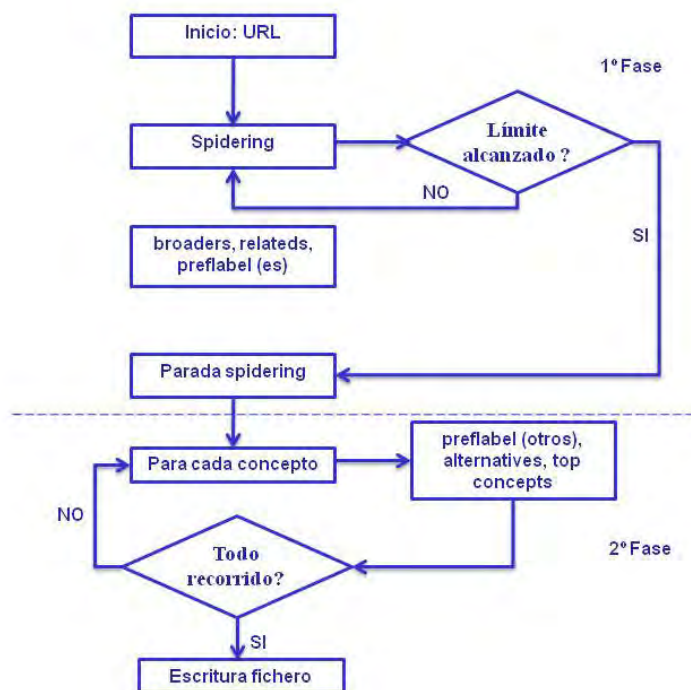 Inicio: URL
1º Fase
Spidering
Límite
alcanzado ?
NO
SI
broaders, relateds,
preflabel (es)
Parada spidering
Para cada concepto
preflabel (otros),
alternatives, top
concepts
NO
Todo
recorrido?
2º Fase
SI
Escritura fichero